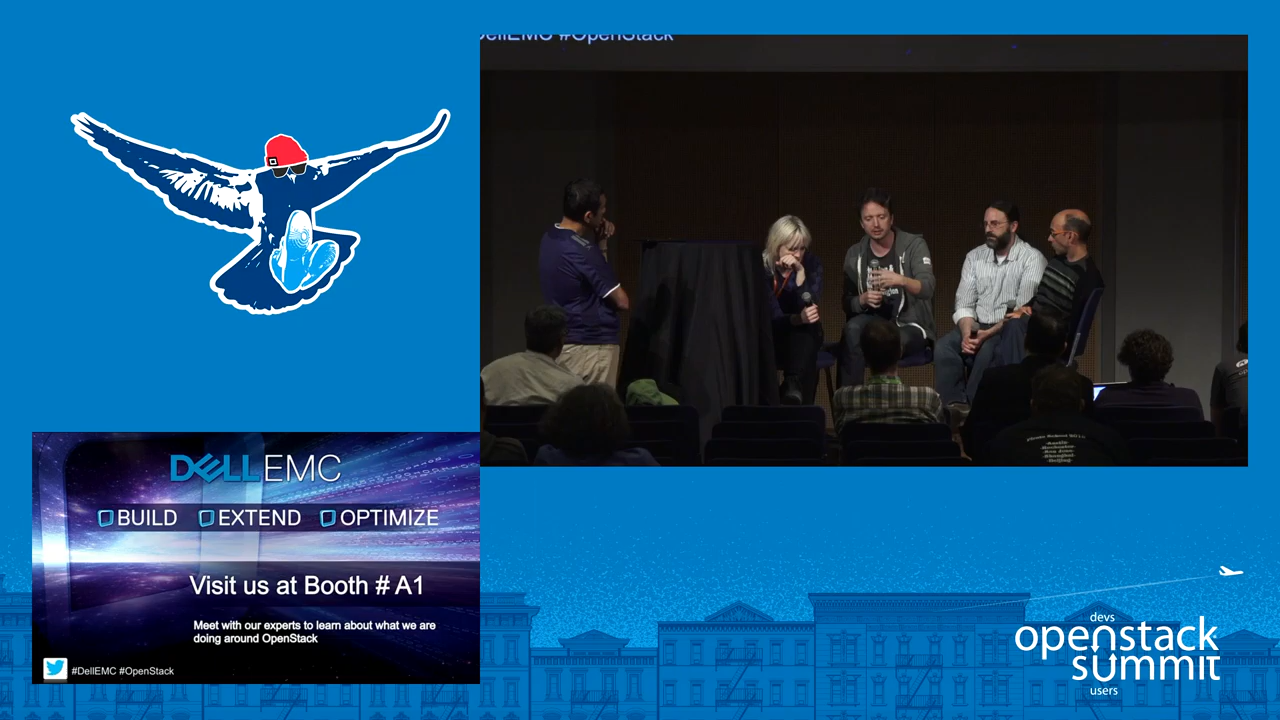 DellEMC #OpenStack
DELLEMC
BUILD EXTEND OPTIMIZE
Visit us at Booth # A1
Meet with our experts to learn about what we are
doing around OpenStack
#DellEMC #OpenStack
devs
openstack
summit
users